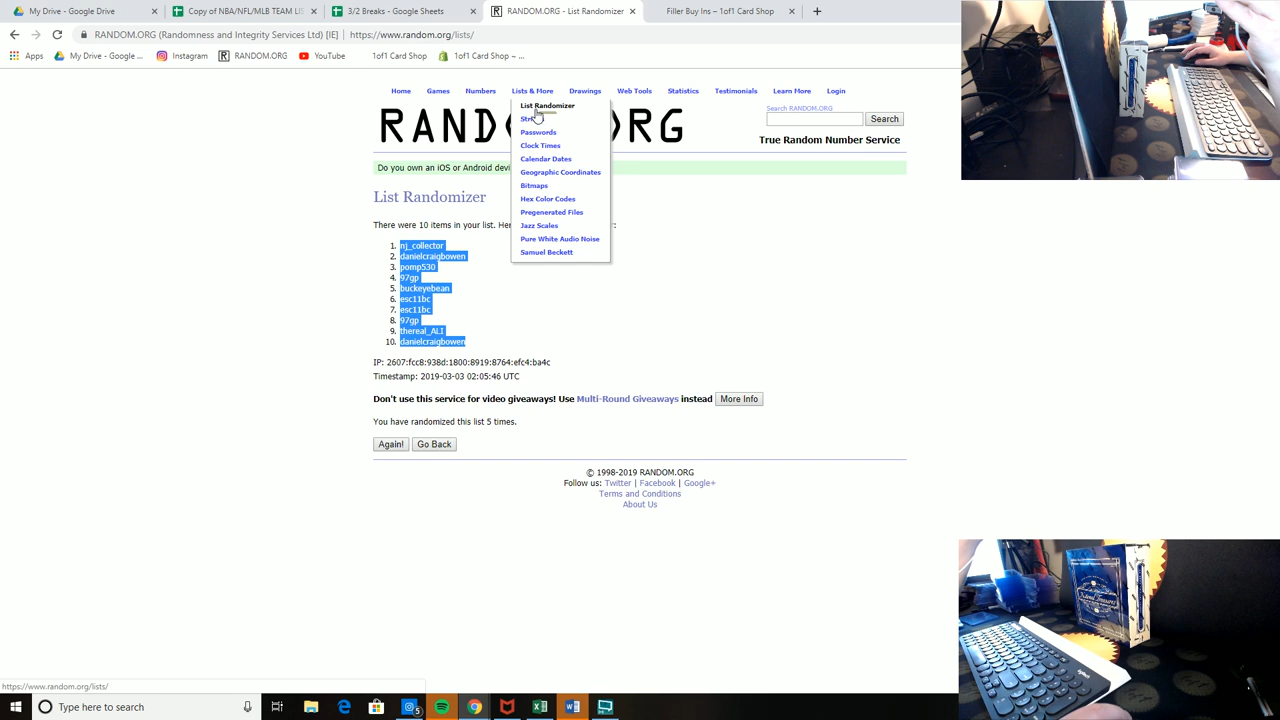 My Drive - Google Drive
Copy of NBA/NFL/MLB TEAM LIS
3/2 Breaks - Google Sheets
RANDOM.ORG - List Randomizer
Filler Buy Ins – 1of1 Card Shop
RANDOM.ORG (Randomness and Integrity Services Ltd) [IE] | https://www.random.org/lists/
Apps
My Drive - Google ...
Instagram
RANDOM.ORG
YouTube
1of1 Card Shop
1of1 Card Shop ~ ...
Home
Games
Numbers
Lists & More
Drawings
Web Tools
Statistics
Testimonials
Learn More
Login
List Randomizer
Passwords
Clock Times
Calendar Dates
Geographic Coordinates
Bitmaps
Hex Color Codes
Pregenerated Files
Jazz Scales
Pure White Audio Noise
Samuel Beckett
Search RANDOM.ORG
Search
True Random Number Service
Do you own an iOS or Android
List Randomizer
There were 10 items in your list.
1. nj_collector
2. danielcraigbowen
3. pomp530
4. 97gp
5. buckeyebean
6. esc11bc
7. esc11bc
8. 97gp
9. thereal_ALI
10. danielcraigbowen
IP: 2607:fcc8:938d:1800:8919:8764:efc4:ba4c
Timestamp: 2019-03-03 02:05:46 UTC
Don't use this service for video giveaways! Use Multi-Round Giveaways instead More Info
You have randomized this list 5 times.
Again! Go Back
© 1998-2019 RANDOM.ORG
Follow us: Twitter | Facebook | Google+
Terms and Conditions
About Us
https://www.random.org/lists/
Type here to search
5